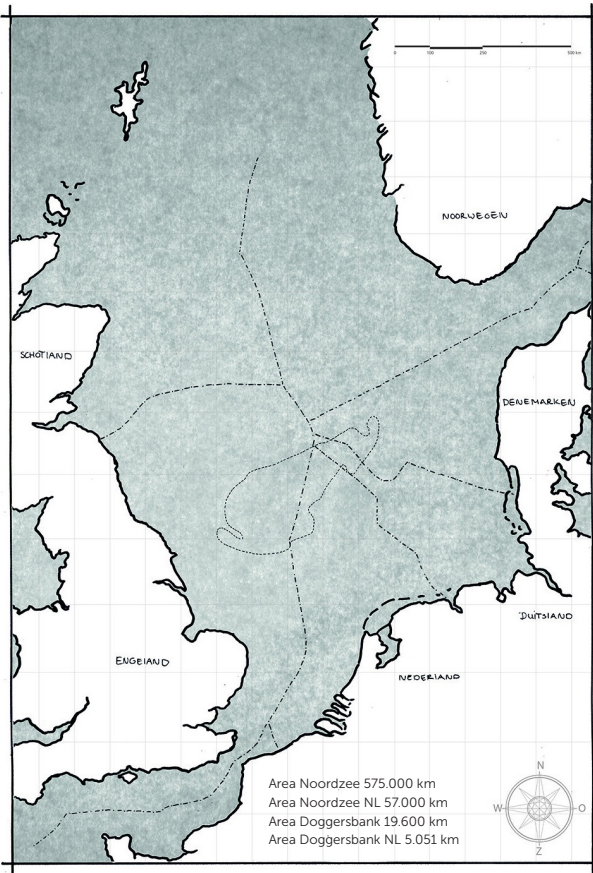 0 100 250 500 km
NOORWEGEN
SCHOTLAND
DENEMARKEN
DUITSLAND
ENGELAND
NEDERLAND
Area Noordzee 575.000 km
Area Noordzee NL 57.000 km
Area Doggersbank 19.600 km
Area Doggersbank NL 5.051 km
N
W O
Z